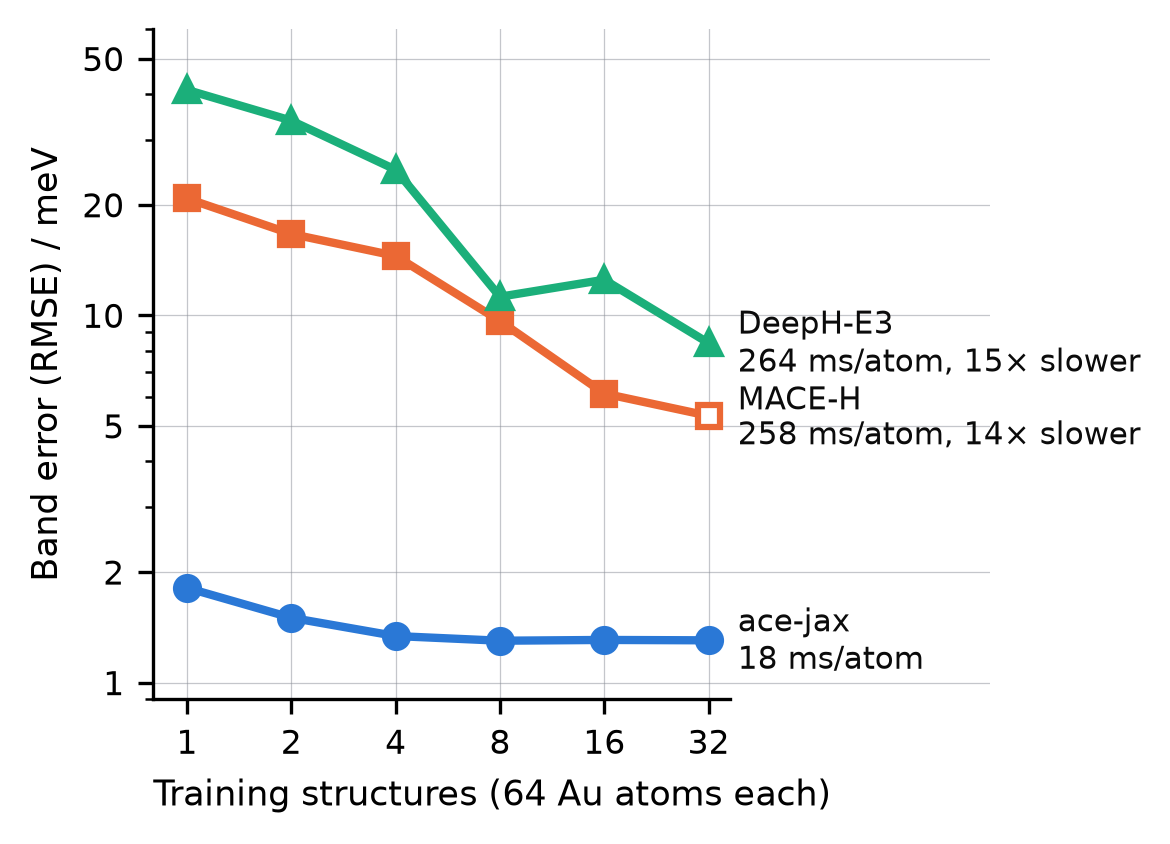 50
20
10
5
2
1
Band error (RMSE) / meV
DeepH-E3
264 ms/atom, 15× slower
MACE-H
258 ms/atom, 14× slower
ace-jax
18 ms/atom
1 2 4 8 16 32
Training structures (64 Au atoms each)